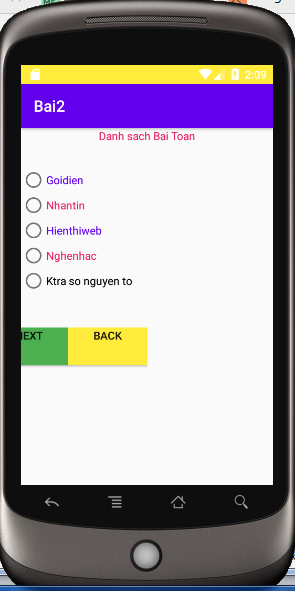 2:09
Bai2
Danh sach Bai Toan
Goidien
Nhantin
Hienthiweb
Nghenhac
Ktra so nguyen to
EXT BACK